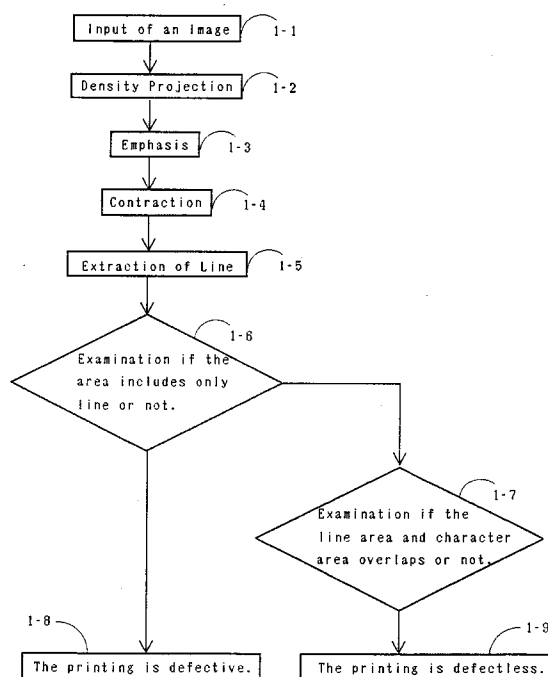 Input of an Image
1-1
Density Projection
1-2
Emphasis
1-3
Contraction
1-4
Extraction of Line
1-5
1-6
Examination if the
area includes only
line or not.
1-7
Examination if the
line area and character
area overlaps or not.
1-8
The printing is defective.
1-9
The printing is defectless.